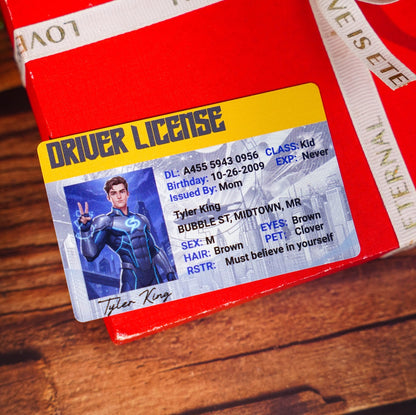 LOVE
VE IS ETE
ERNAL
DRIVER LICENSE
DL: A455 5943 0956 CLASS: Kid
Birthday: 10-26-2009 EXP: Never
Issued By: Mom
Tyler King
BUBBLE ST, MIDTOWN, MR
SEX: M EYES: Brown
HAIR: Brown PET: Clover
RSTR: Must believe in yourself
Tyler King